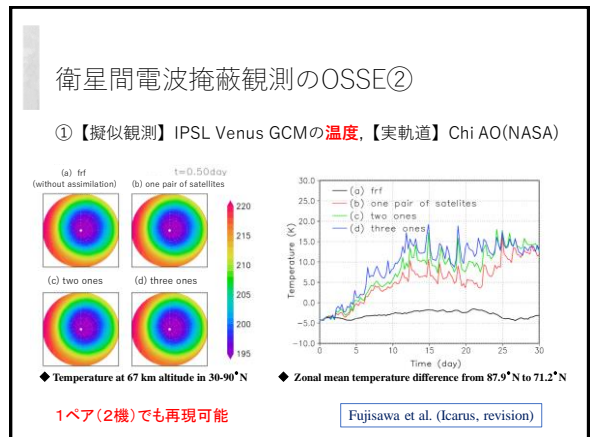 衛星間電波掩蔽観測のOSSE②
①【擬似観測】IPSL Venus GCMの温度,【実軌道】Chi AO(NASA)
(a) frf
(without assimilation)
t=0.50day
(b) one pair of satellites
(c) two ones
(d) three ones
220
215
210
205
200
195
◆ Temperature at 67 km altitude in 30-90°N
Temperature (K)
30.0
25.0
20.0
15.0
10.0
5.0
0.0
-5.0
-10.0
(a) frf
(b) one pair of satellites
(c) two ones
(d) three ones
0 5 10 15 20 25 30
Time (day)
◆ Zonal mean temperature difference from 87.9°N to 71.2°N
1ペア(2機)でも再現可能
Fujisawa et al. (Icarus, revision)